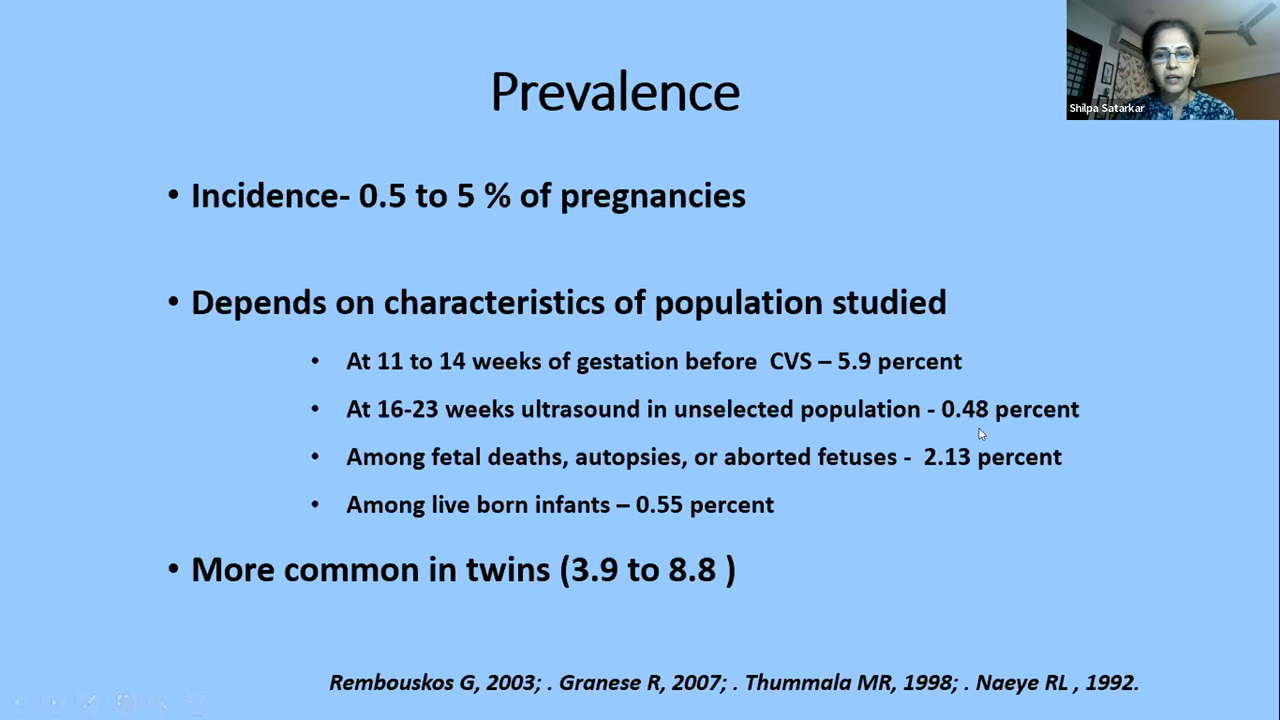 Prevalence
Shilpa Satarkar
• Incidence- 0.5 to 5 % of pregnancies
• Depends on characteristics of population studied
• At 11 to 14 weeks of gestation before CVS – 5.9 percent
• At 16-23 weeks ultrasound in unselected population - 0.48 percent
• Among fetal deaths, autopsies, or aborted fetuses - 2.13 percent
• Among live born infants – 0.55 percent
• More common in twins (3.9 to 8.8 )
Rembouskos G, 2003; . Granese R, 2007; . Thummala MR, 1998; . Naeye RL , 1992.